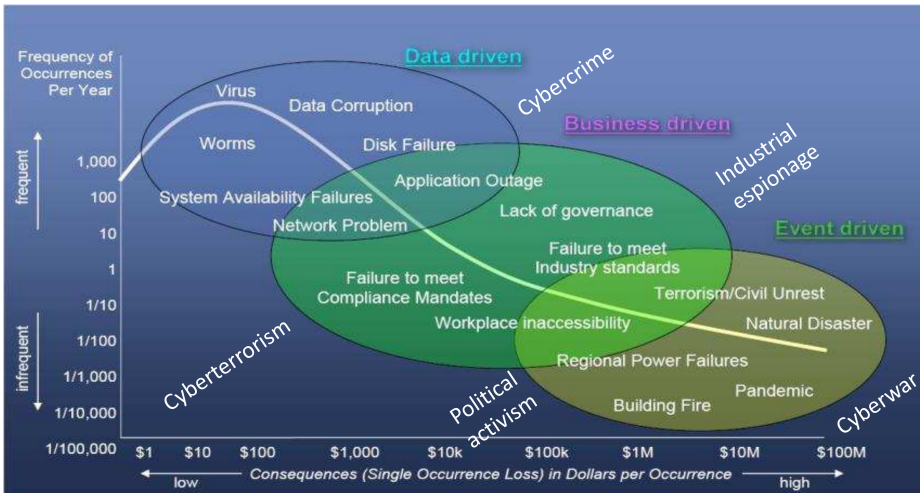 Frequency of
Occurrences
Per Year
Data driven
Cybercrime
Virus
Data Corruption
Business driven
Worms
Disk Failure
Industrial
espionage
frequent
1,000
Application Outage
100
System Availability Failures
Lack of governance
Network Problem
Event driven
10
Failure to meet
Industry standards
1
Failure to meet
Compliance Mandates
Terrorism/Civil Unrest
1/10
Workplace inaccessibility
Natural Disaster
infrequent
1/100
Regional Power Failures
Cyberterrorism
1/1,000
Political
activism
Pandemic
Building Fire
Cyberwar
1/10,000
1/100,000
$1
$10
$100
$1,000
$10k
$100k
$1M
$10M
$100M
low
Consequences (Single Occurrence Loss) in Dollars per Occurrence
high